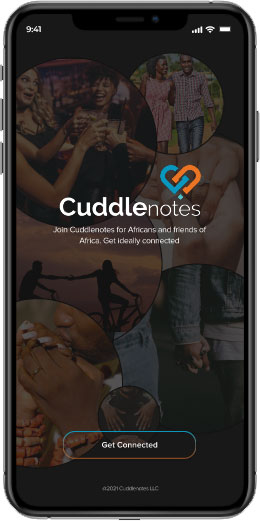 9:41
Cuddlenotes
Join Cuddlenotes for Africans and friends of
Africa. Get ideally connected
Get Connected
©2021 Cuddlenotes LLC